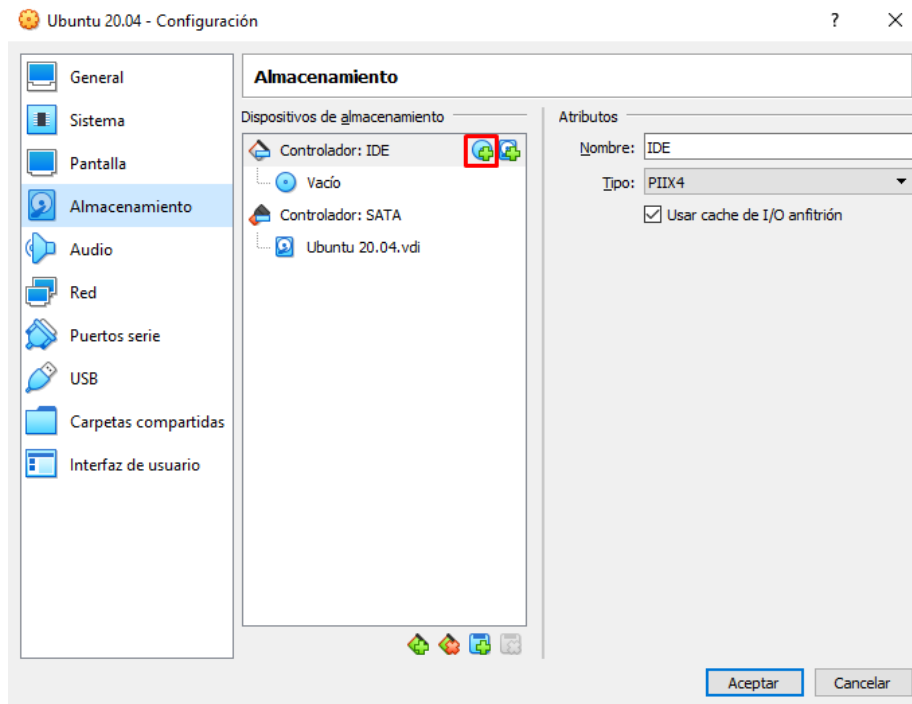 Ubuntu 20.04 - Configuración
?
General
Sistema
Pantalla
Almacenamiento
Audio
Red
Puertos serie
USB
Carpetas compartidas
Interfaz de usuario
Almacenamiento
Dispositivos de almacenamiento
Controlador: IDE
Vacío
Controlador: SATA
Ubuntu 20.04.vdi
Atributos
Nombre: IDE
Tipo: PIIX4
Usar cache de I/O anfitrión
Aceptar
Cancelar